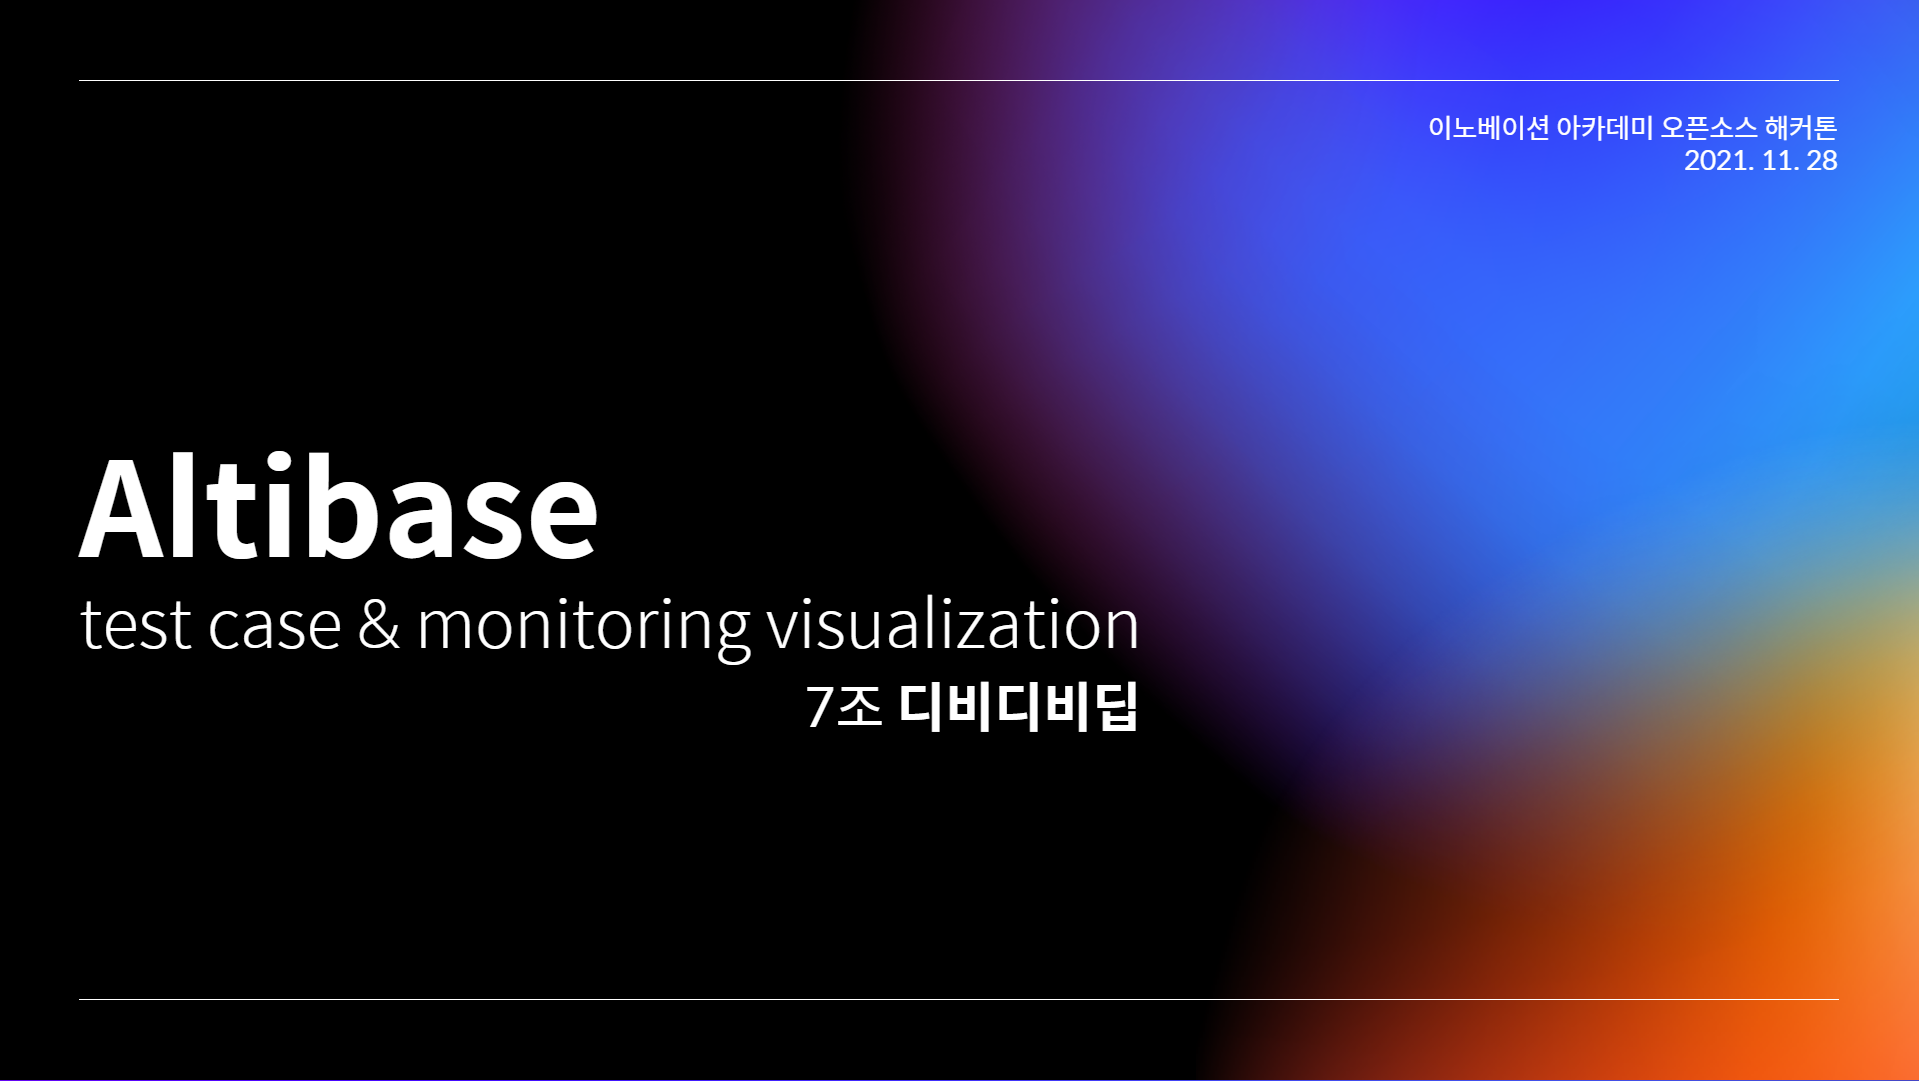 이노베이션 아카데미 오픈소스 해커톤
2021. 11. 28
Altibase
test case & monitoring visualization
7조 디비디비딥